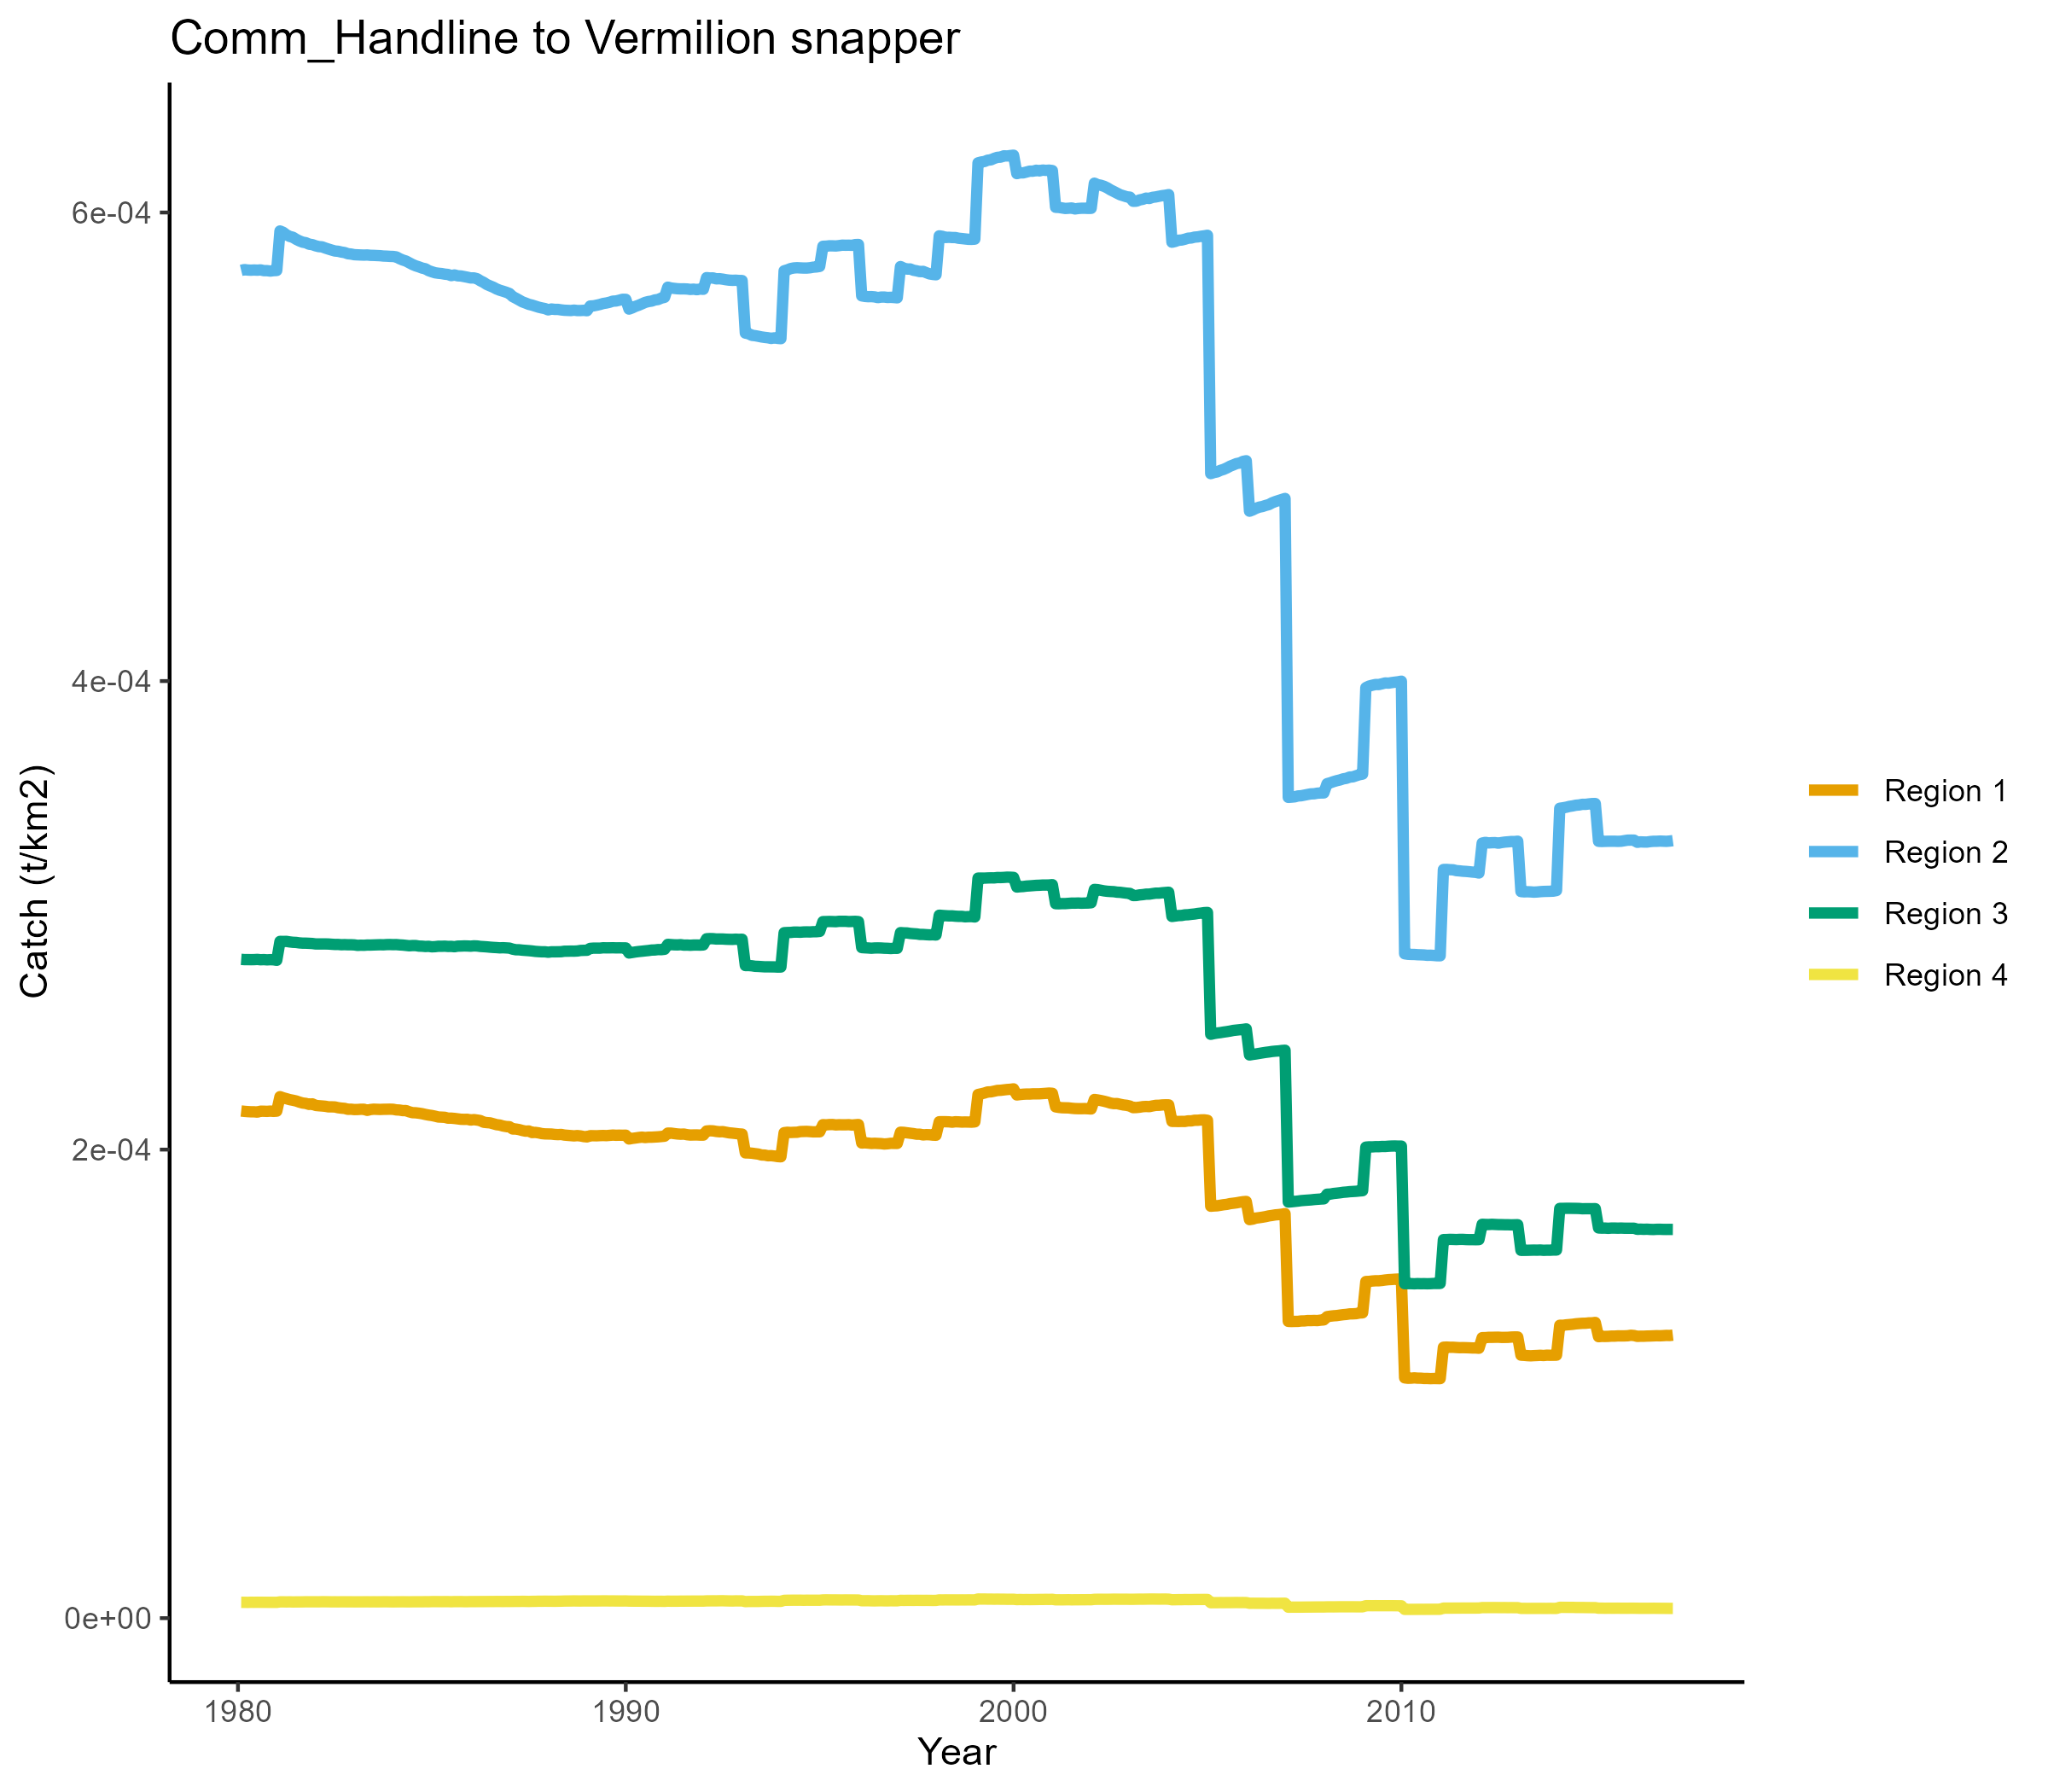 Comm_Handline to Vermilion snapper
6e-04
4e-04
2e-04
0e+00
Catch (t/km2)
1980 1990 2000 2010
Year
Region 1
Region 2
Region 3
Region 4